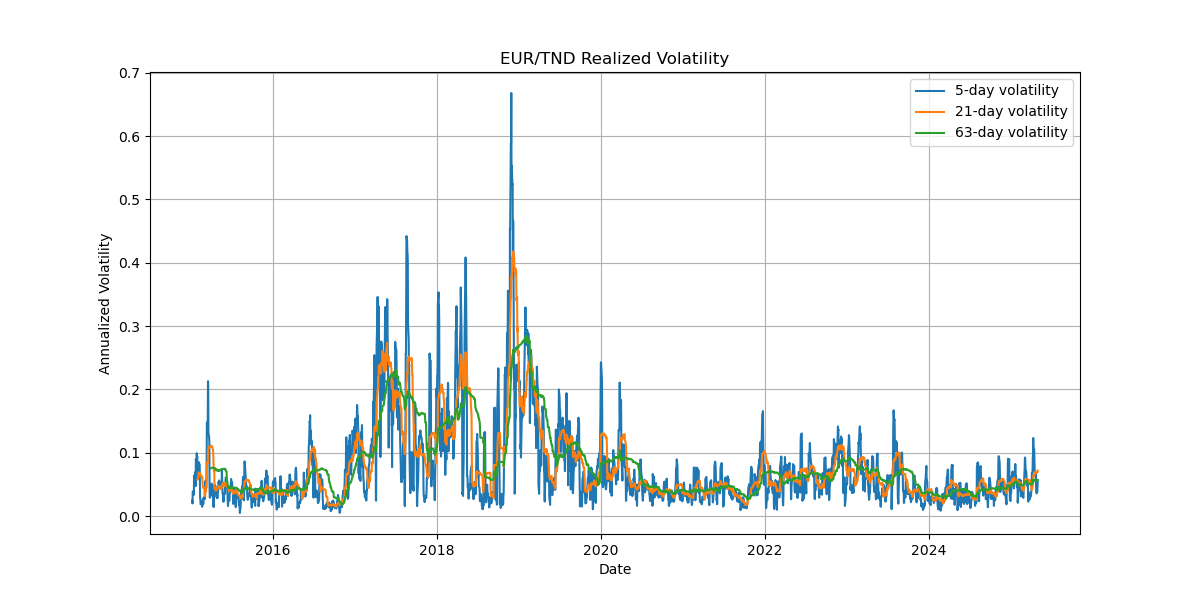 EUR/TND Realized Volatility
5-day volatility
21-day volatility
63-day volatility
Annualized Volatility
0.7
0.6
0.5
0.4
0.3
0.2
0.1
0.0
2016 2018 2020 2022 2024
Date